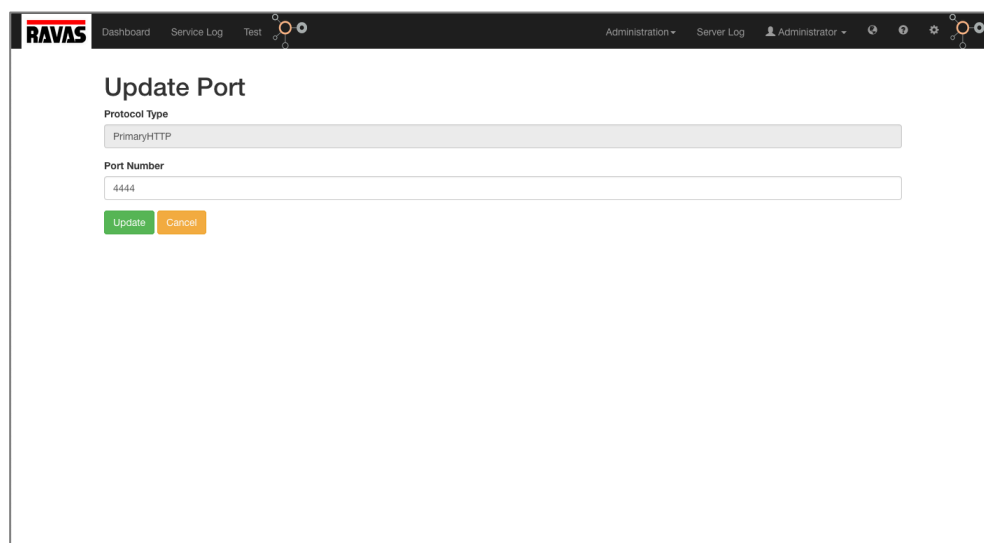 RAVAS Dashboard Service Log Test Administration Server Log Administrator
Update Port
Protocol Type
PrimaryHTTP
Port Number
4444
Update Cancel